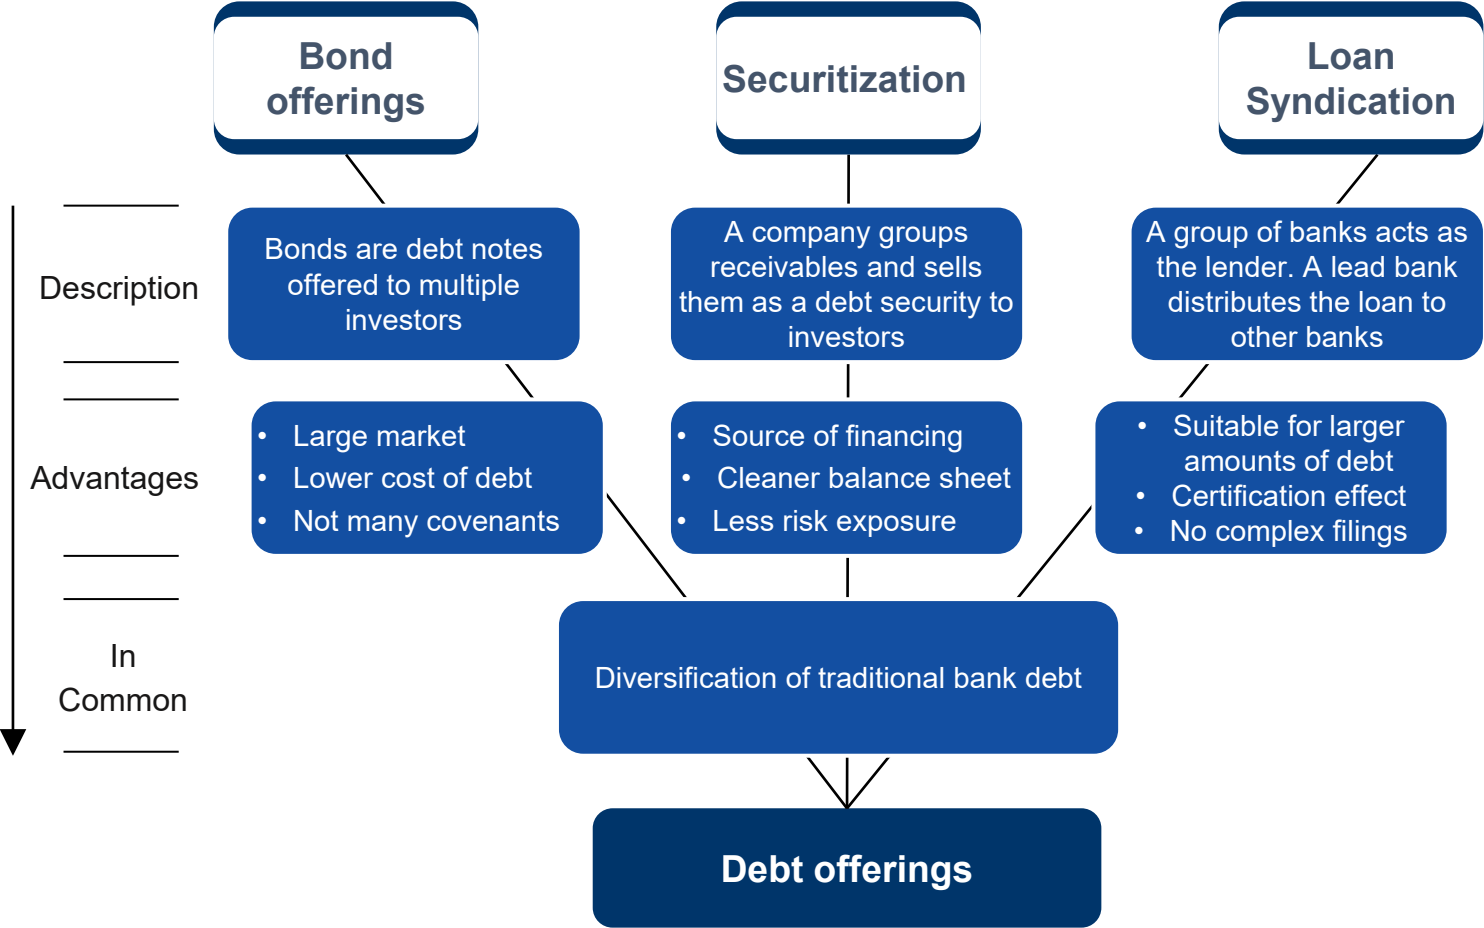 Bond
offerings
Securitization
Loan
Syndication
Description
Bonds are debt notes
offered to multiple
investors
A company groups
receivables and sells
them as a debt security to
investors
A group of banks acts as
the lender. A lead bank
distributes the loan to
other banks
Advantages
• Large market
• Lower cost of debt
• Not many covenants
• Source of financing
• Cleaner balance sheet
• Less risk exposure
• Suitable for larger
amounts of debt
• Certification effect
• No complex filings
In
Common
Diversification of traditional bank debt
Debt offerings